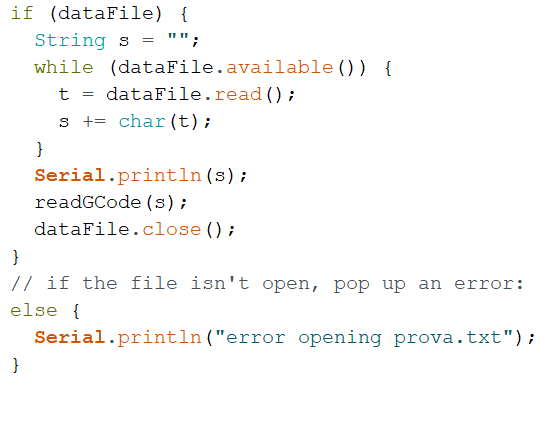 if (dataFile) {
  String s = "";
  while (dataFile.available()) {
    t = dataFile.read();
    s += char(t);
  }
  Serial.println(s);
  readGCode(s);
  dataFile.close();
}
// if the file isn't open, pop up an error:
else {
  Serial.println("error opening prova.txt");
}